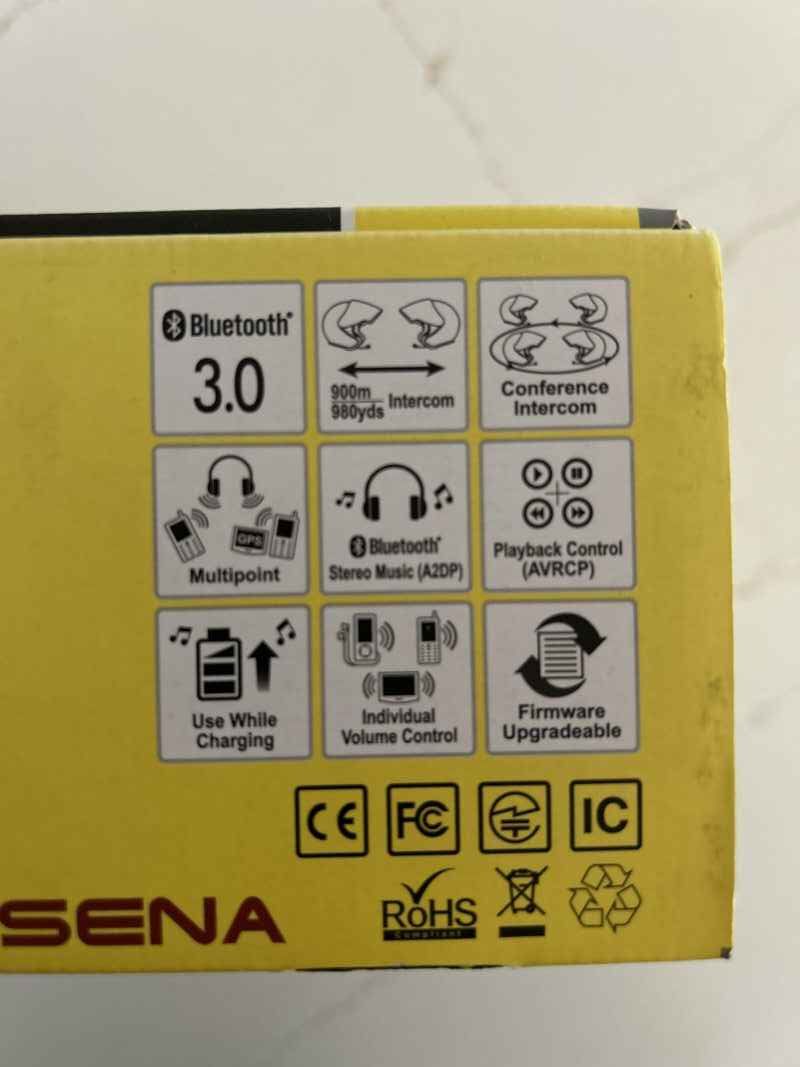 Bluetooth®
3.0
900m
980yds Intercom
Conference
Intercom
GPS
Multipoint
Bluetooth®
Stereo Music (A2DP)
Playback Control
(AVRCP)
Use While
Charging
Individual
Volume Control
Firmware
Upgradeable
CE FC IC
SENA
RoHS
Compliant